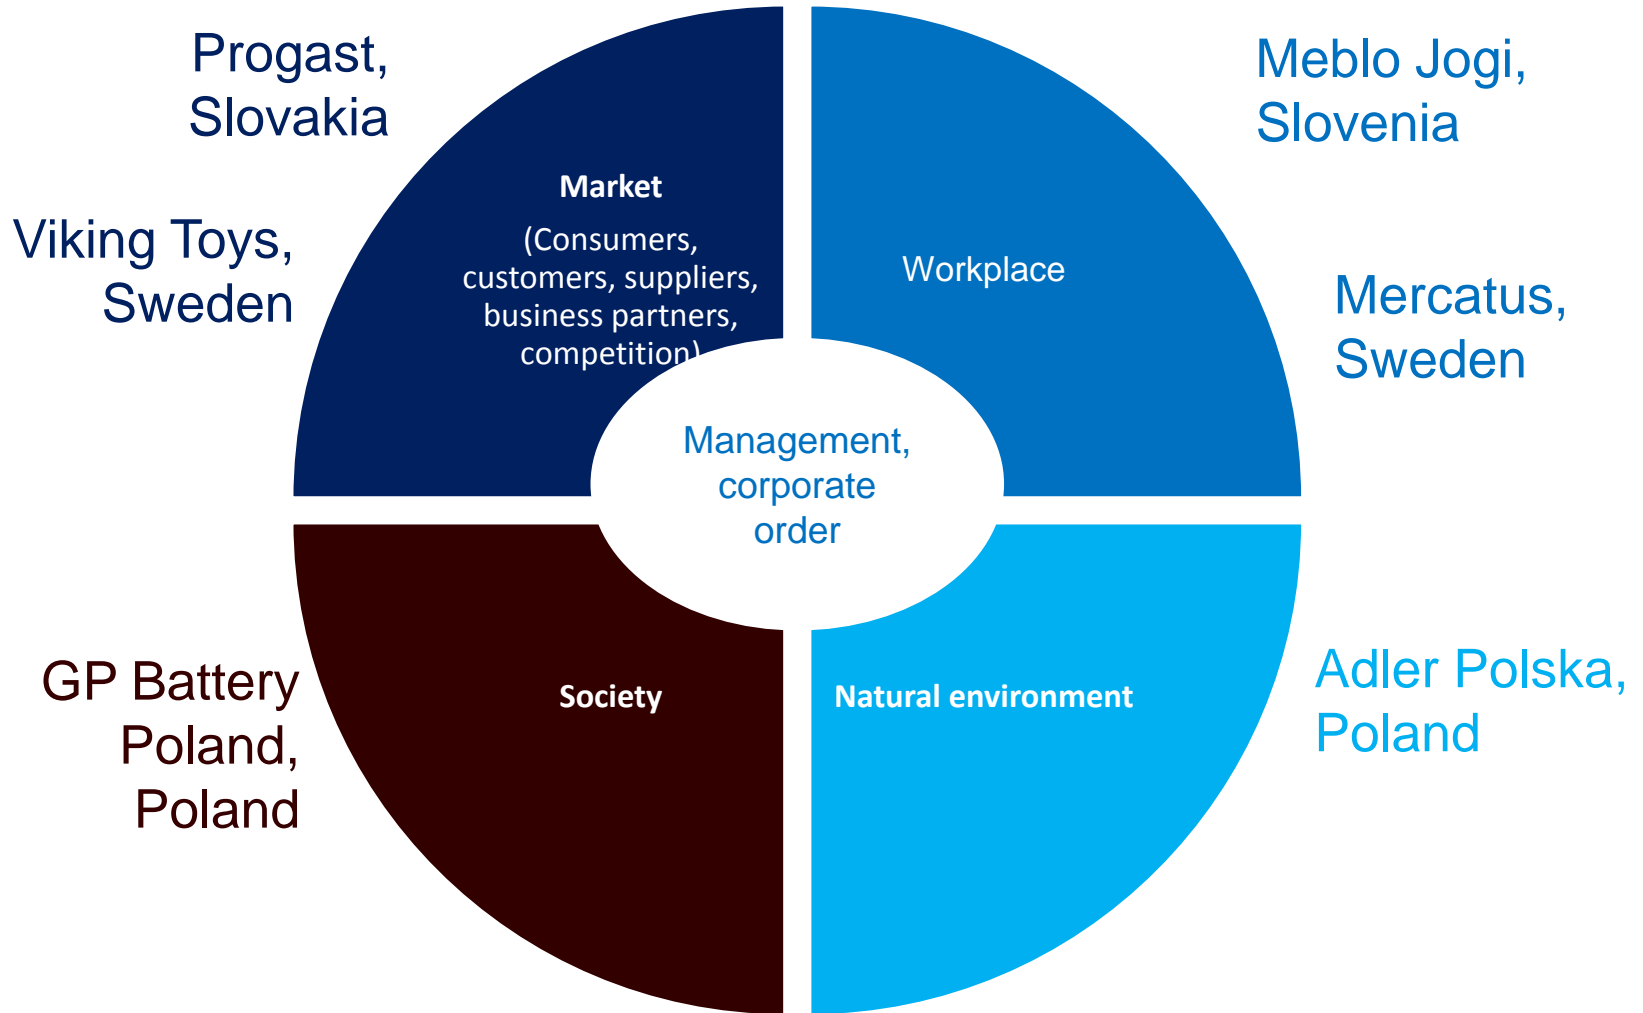 Progast,
Slovakia
Viking Toys,
Sweden
Market
(Consumers,
customers, suppliers,
business partners,
competition)
Workplace
Meblo Jogi,
Slovenia
Mercatus,
Sweden
Management,
corporate
order
GP Battery
Poland,
Poland
Society
Natural environment
Adler Polska,
Poland